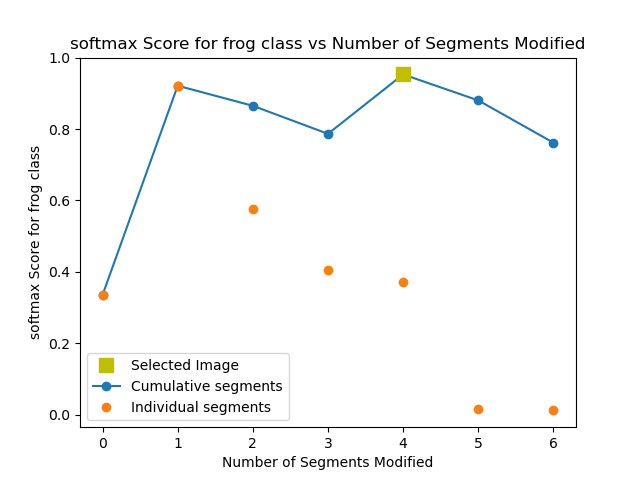 softmax Score for frog class vs Number of Segments Modified
1.0
0.8
0.6
0.4
0.2
0.0
softmax Score for frog class
Selected Image
Cumulative segments
Individual segments
0 1 2 3 4 5 6
Number of Segments Modified